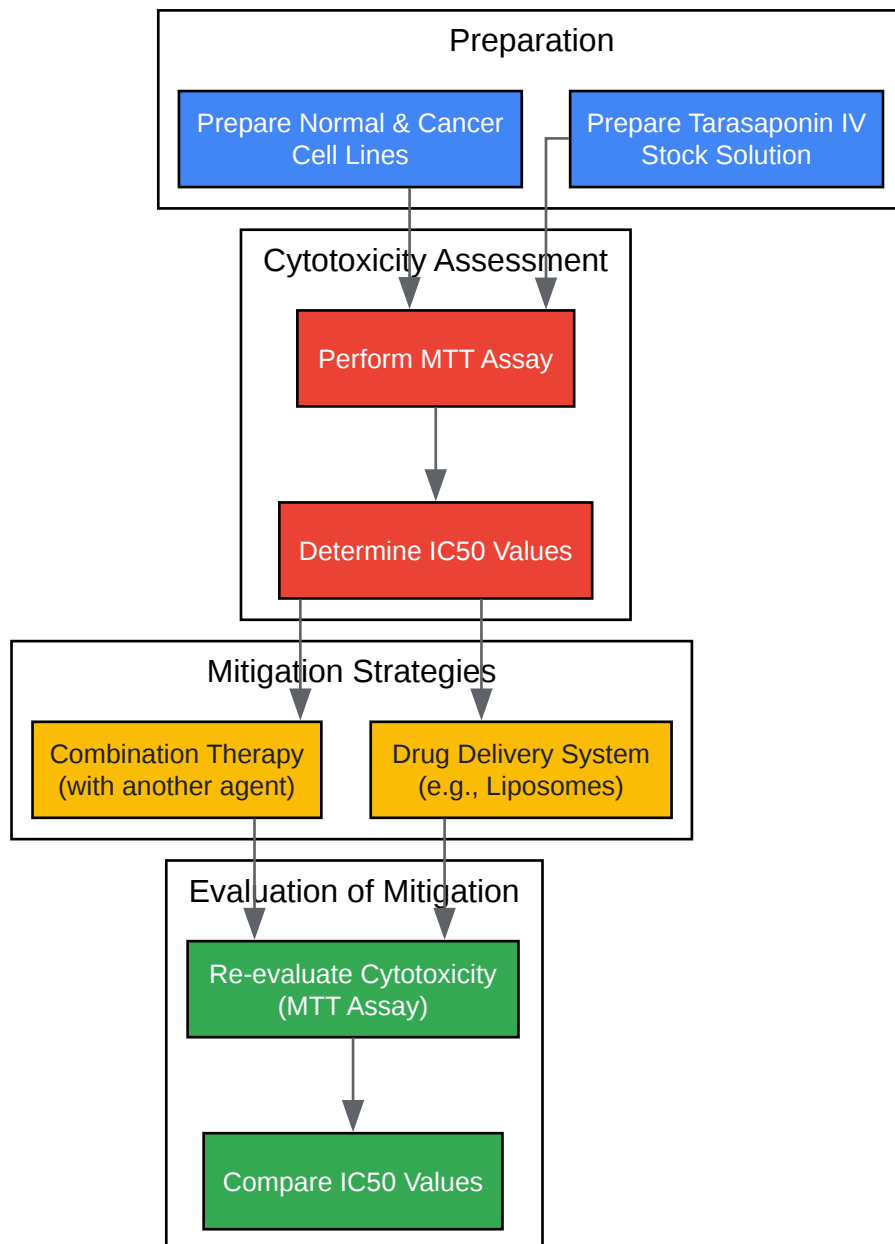 Preparation
Prepare Normal & Cancer
Cell Lines
Prepare Tarasaponin IV
Stock Solution
Cytotoxicity Assessment
Perform MTT Assay
Determine IC50 Values
Mitigation Strategies
Combination Therapy
(with another agent)
Drug Delivery System
(e.g., Liposomes)
Evaluation of Mitigation
Re-evaluate Cytotoxicity
(MTT Assay)
Compare IC50 Values